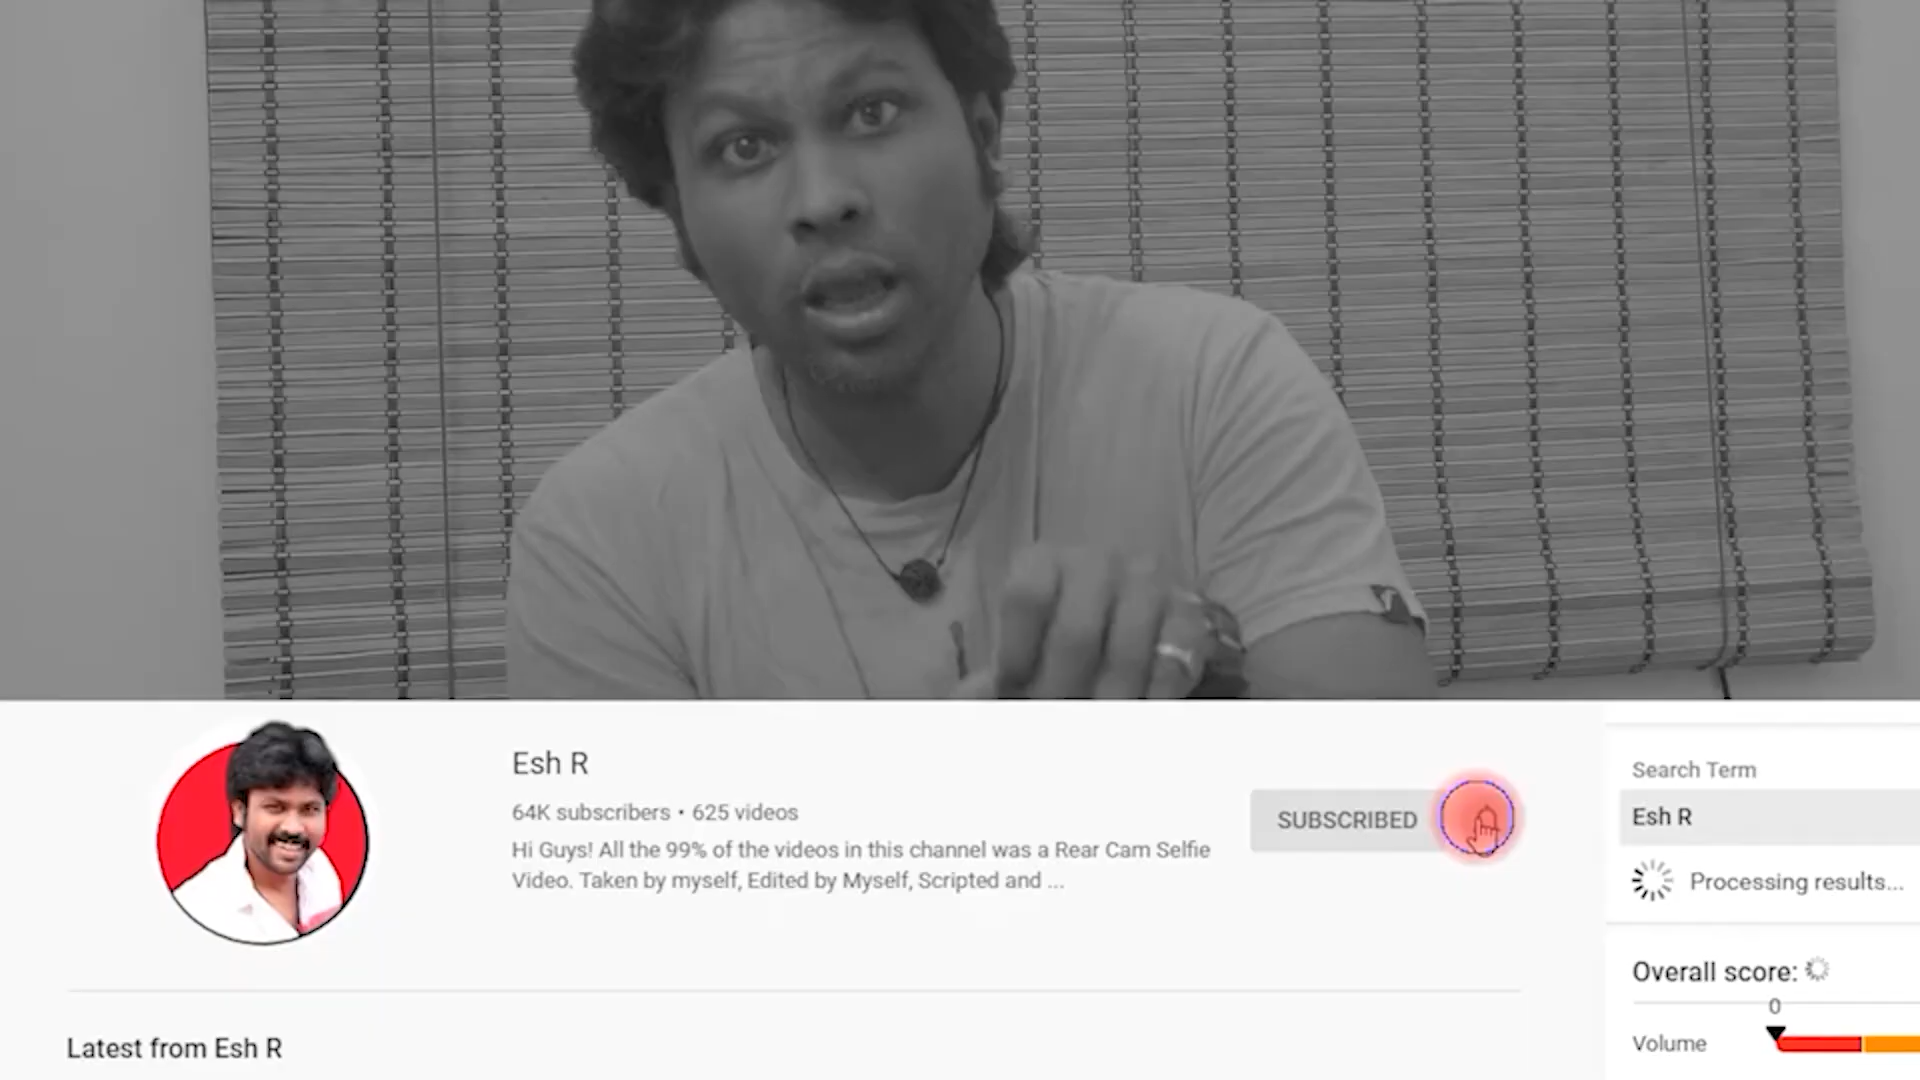 Esh R
64K subscribers • 625 videos
Hi Guys! All the 99% of the videos in this channel was a Rear Cam Selfie
Video. Taken by myself, Edited by Myself, Scripted and ...
SUBSCRIBED
Latest from Esh R
Search Term
Esh R
Processing results...
Overall score:
0
Volume